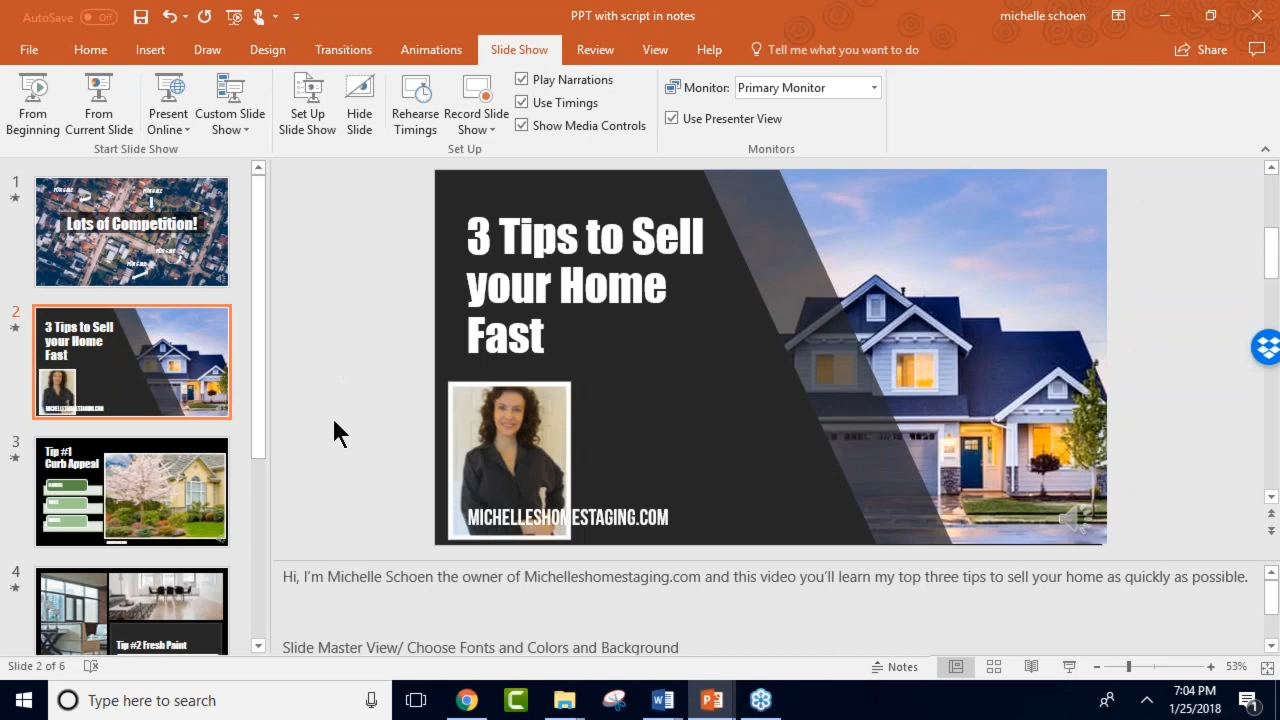 AutoSave Off
PPT with script in notes
michelle schoen
File Home Insert Draw Design Transitions Animations Slide Show Review View Help Tell me what you want to do Share
From Beginning
From Current Slide
Present Online
Custom Slide Show
Start Slide Show
Set Up Slide Show
Hide Slide
Rehearse Timings
Record Slide Show
Play Narrations
Use Timings
Show Media Controls
Set Up
Monitor: Primary Monitor
Use Presenter View
Monitors
1
Lots of Competition!
2
3 Tips to Sell
your Home
Fast
3
Tip #1
Curb Appeal
4
Tip #2 Fresh Paint
3 Tips to Sell
your Home
Fast
MICHELLESHOMESTAGING.COM
Hi, I'm Michelle Schoen the owner of Michelleshomestaging.com and this video you'll learn my top three tips to sell your home as quickly as possible.
Slide Master View/ Choose Fonts and Colors and Background
Slide 2 of 6
Notes
53%
Type here to search
7:04 PM
1/25/2018
1